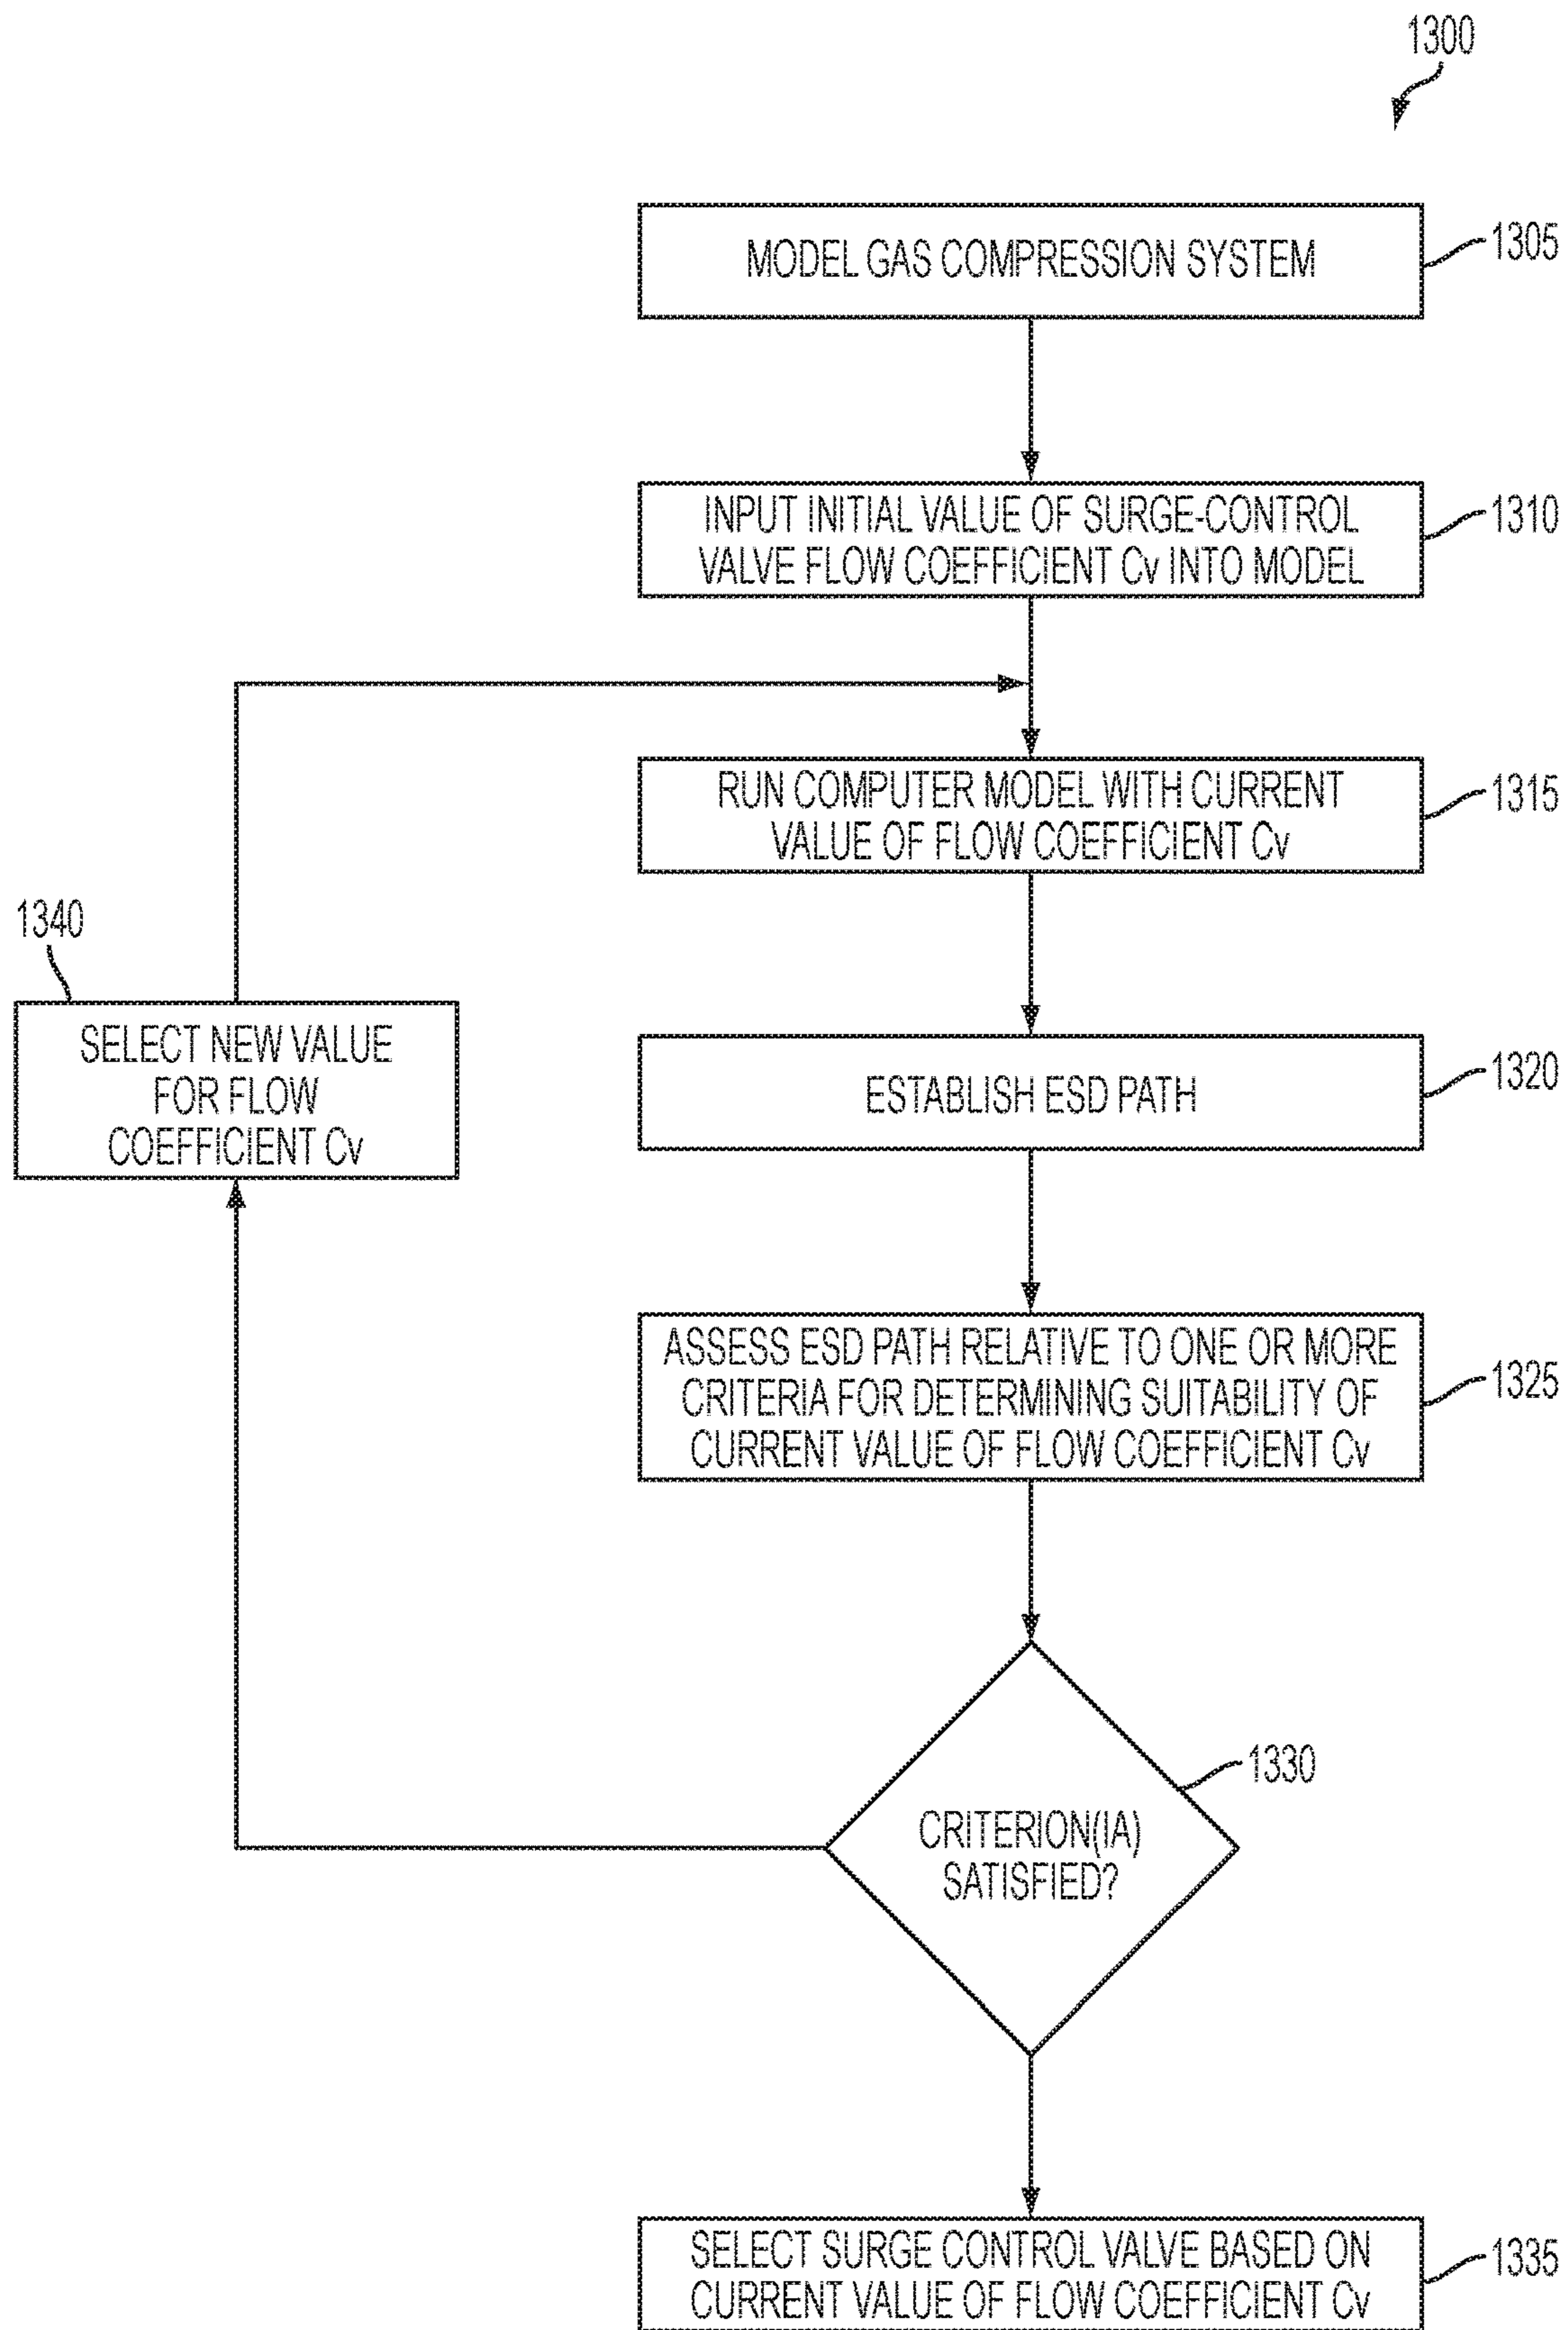 1300
MODEL GAS COMPRESSION SYSTEM
1305
INPUT INITIAL VALUE OF SURGE-CONTROL
VALVE FLOW COEFFICIENT Cv INTO MODEL
1310
RUN COMPUTER MODEL WITH CURRENT
VALUE OF FLOW COEFFICIENT Cv
1315
1340
SELECT NEW VALUE
FOR FLOW
COEFFICIENT Cv
ESTABLISH ESD PATH
1320
ASSESS ESD PATH RELATIVE TO ONE OR MORE
CRITERIA FOR DETERMINING SUITABILITY OF
CURRENT VALUE OF FLOW COEFFICIENT Cv
1325
CRITERION(IA)
SATISFIED?
1330
SELECT SURGE CONTROL VALVE BASED ON
CURRENT VALUE OF FLOW COEFFICIENT Cv
1335